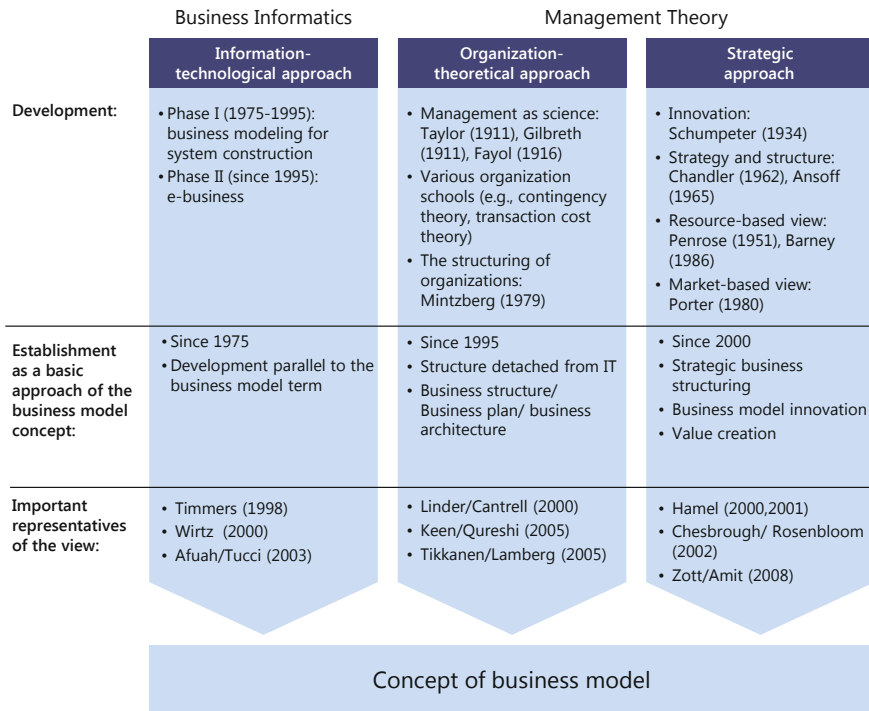 Business Informatics
Management Theory
Information-
technological approach
Organization-
theoretical approach
Strategic
approach
Development:
• Phase I (1975-1995):
business modeling for
system construction
• Phase II (since 1995):
e-business
• Management as science:
Taylor (1911), Gilbreth
(1911), Fayol (1916)
• Various organization
schools (e.g., contingency
theory, transaction cost
theory)
• The structuring of
organizations:
Mintzberg (1979)
• Innovation:
Schumpeter (1934)
• Strategy and structure:
Chandler (1962), Ansoff
(1965)
• Resource-based view:
Penrose (1951), Barney
(1986)
• Market-based view:
Porter (1980)
Establishment
as a basic
approach of the
business model
concept:
• Since 1975
• Development parallel to the
business model term
• Since 1995
• Structure detached from IT
• Business structure/
Business plan/ business
architecture
• Since 2000
• Strategic business
structuring
• Business model innovation
• Value creation
Important
representatives
of the view:
• Timmers (1998)
• Wirtz (2000)
• Afuah/Tucci (2003)
• Linder/Cantrell (2000)
• Keen/Qureshi (2005)
• Tikkanen/Lamberg (2005)
• Hamel (2000,2001)
• Chesbrough/ Rosenbloom
(2002)
• Zott/Amit (2008)
Concept of business model